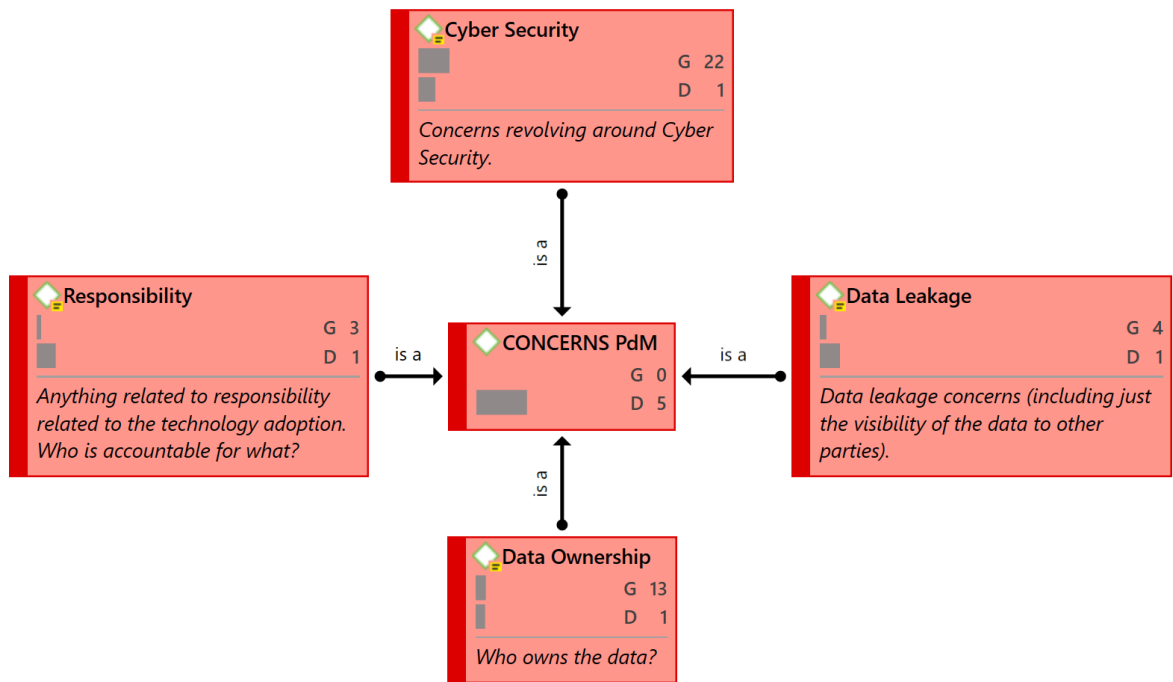 Cyber Security
G 22
D 1
Concerns revolving around Cyber
Security.
is a
Responsibility
G 3
D 1
Anything related to responsibility
related to the technology adoption.
Who is accountable for what?
is a
CONCERNS PdM
G 0
D 5
is a
Data Leakage
G 4
D 1
Data leakage concerns (including just
the visibility of the data to other
parties).
is a
Data Ownership
G 13
D 1
Who owns the data?